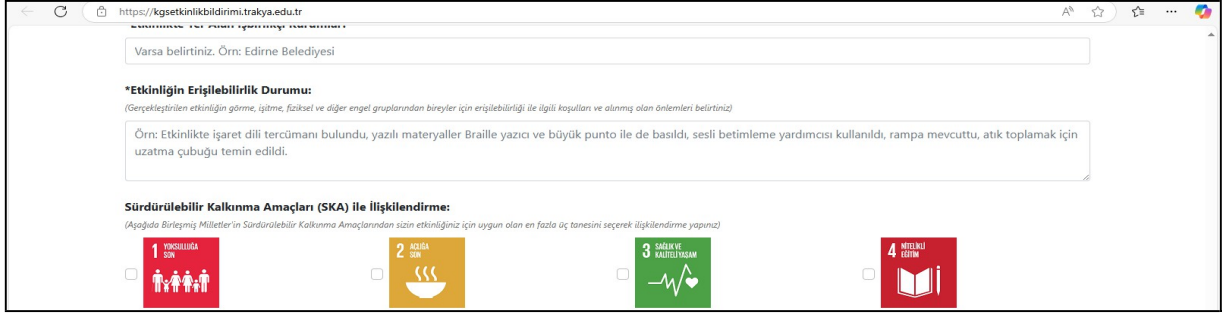 https://kgsetkinlikbildirimi.trakya.edu.tr
*Etkinlikte Yer Alan İşbirlikçi Kurumlar:
Varsa belirtiniz. Örn: Edirne Belediyesi
*Etkinliğin Erişilebilirlik Durumu:
(Gerçekleştirilen etkinliğin görme, işitme, fiziksel ve diğer engel gruplarından bireyler için erişilebilirliği ile ilgili koşulları ve alınmış olan önlemleri belirtiniz)
Örn: Etkinlikte işaret dili tercümanı bulundu, yazılı materyaller Braille yazıcı ve büyük punto ile de basıldı, sesli betimleme yardımcısı kullanıldı, rampa mevcuttu, atık toplamak için
uzatma çubuğu temin edildi.
Sürdürülebilir Kalkınma Amaçları (SKA) ile İlişkilendirme:
(Aşağıda Birleşmiş Milletler'in Sürdürülebilir Kalkınma Amaçlarından sizin etkinliğiniz için uygun olan en fazla üç tanesini seçerek ilişkilendirme yapınız)
1 YOKSULLUĞA
SON
2 AÇLIĞA
SON
3 SAĞLIK VE
KALİTELİ YAŞAM
4 NİTELİKLİ
EĞİTİM